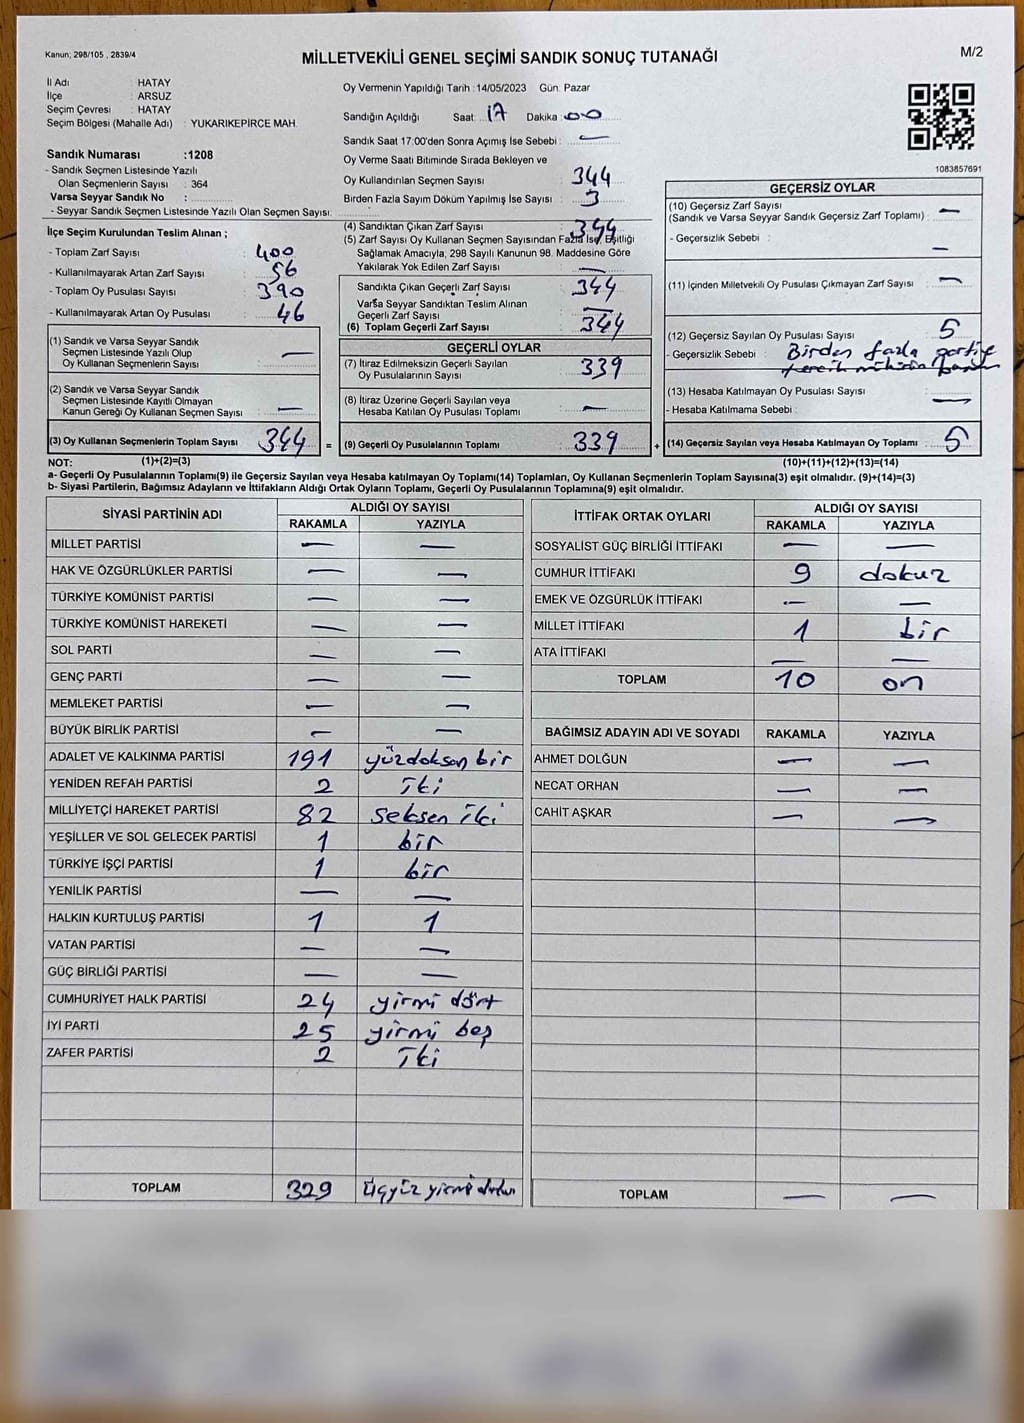 Kanun; 298/105 , 2839/4
MİLLETVEKİLİ GENEL SEÇİMİ SANDIK SONUÇ TUTANAĞI
M/2
İl Adı : HATAY
İlçe : ARSUZ
Seçim Çevresi : HATAY
Seçim Bölgesi (Mahalle Adı) : YUKARIKEPİRCE MAH.
Sandık Numarası :1208
- Sandık Seçmen Listesinde Yazılı
Olan Seçmenlerin Sayısı : 364
Varsa Seyyar Sandık No :
- Seyyar Sandık Seçmen Listesinde Yazılı Olan Seçmen Sayısı:
İlçe Seçim Kurulundan Teslim Alınan ;
- Toplam Zarf Sayısı : 400
- Kullanılmayarak Artan Zarf Sayısı : 56
- Toplam Oy Pusulası Sayısı : 390
- Kullanılmayarak Artan Oy Pusulası : 46
(1) Sandık ve Varsa Seyyar Sandık
Seçmen Listesinde Yazılı Olup
Oy Kullanan Seçmenlerin Sayısı : —
(2) Sandık ve Varsa Seyyar Sandık
Seçmen Listesinde Kayıtlı Olmayan
Kanun Gereği Oy Kullanan Seçmen Sayısı : —
(3) Oy Kullanan Seçmenlerin Toplam Sayısı : 344 =
Oy Vermenin Yapıldığı Tarih : 14/05/2023 Gün: Pazar
Sandığın Açıldığı Saat: 17 Dakika: 00
Sandık Saat 17:00'den Sonra Açımış İse Sebebi : —
Oy Verme Saati Bitiminde Sırada Bekleyen ve
Oy Kullandırılan Seçmen Sayısı : 344
Birden Fazla Sayım Döküm Yapılmış İse Sayısı : 3
(4) Sandıktan Çıkan Zarf Sayısı : 344
(5) Zarf Sayısı Oy Kullanan Seçmen Sayısından Fazla İse, Eşitliği
Sağlamak Amacıyla, 298 Sayılı Kanunun 98. Maddesine Göre
Yakılarak Yok Edilen Zarf Sayısı : —
Sandıkta Çıkan Geçerli Zarf Sayısı : 344
Varsa Seyyar Sandıktan Teslim Alınan
Geçerli Zarf Sayısı : —
(6) Toplam Geçerli Zarf Sayısı : 344
GEÇERLİ OYLAR
(7) İtiraz Edilmeksizin Geçerli Sayılan
Oy Pusulalarının Sayısı : 339
(8) İtiraz Üzerine Geçerli Sayılan veya
Hesaba Katılan Oy Pusulası Toplamı : —
(9) Geçerli Oy Pusulalarının Toplamı : 339 +
1083857691
GEÇERSİZ OYLAR
(10) Geçersiz Zarf Sayısı
(Sandık ve Varsa Seyyar Sandık Geçersiz Zarf Toplamı) : —
- Geçersizlik Sebebi : —
(11) İçinden Milletvekili Oy Pusulası Çıkmayan Zarf Sayısı : —
(12) Geçersiz Sayılan Oy Pusulası Sayısı : 5
- Geçersizlik Sebebi : Birden fazla partiye
tercih mührün
(13) Hesaba Katılmayan Oy Pusulası Sayısı : —
- Hesaba Katılmama Sebebi :
(14) Geçersiz Sayılan veya Hesaba Katılmayan Oy Toplamı : 5
NOT: (1)+(2)=(3) (10)+(11)+(12)+(13)=(14)
a- Geçerli Oy Pusulalarının Toplamı(9) ile Geçersiz Sayılan veya Hesaba katılmayan Oy Toplamı(14) Toplamları, Oy Kullanan Seçmenlerin Toplam Sayısına(3) eşit olmalıdır. (9)+(14)=(3)
b- Siyasi Partilerin, Bağımsız Adayların ve İttifakların Aldığı Ortak Oyların Toplamı, Geçerli Oy Pusulalarının Toplamına(9) eşit olmalıdır.
SİYASİ PARTİNİN ADI ALDIĞI OY SAYISI
RAKAMLA YAZIYLA
MİLLET PARTİSİ — —
HAK VE ÖZGÜRLÜKLER PARTİSİ — —
TÜRKİYE KOMÜNİST PARTİSİ — —
TÜRKİYE KOMÜNİST HAREKETİ — —
SOL PARTİ — —
GENÇ PARTİ — —
MEMLEKET PARTİSİ — —
BÜYÜK BİRLİK PARTİSİ — —
ADALET VE KALKINMA PARTİSİ 191 yüzdoksan bir
YENİDEN REFAH PARTİSİ 2 iki
MİLLİYETÇİ HAREKET PARTİSİ 82 seksen iki
YEŞİLLER VE SOL GELECEK PARTİSİ 1 bir
TÜRKİYE İŞÇİ PARTİSİ 1 bir
YENİLİK PARTİSİ — —
HALKIN KURTULUŞ PARTİSİ 1 1
VATAN PARTİSİ — —
GÜÇ BİRLİĞİ PARTİSİ — —
CUMHURİYET HALK PARTİSİ 24 yirmi dört
İYİ PARTİ 25 yirmi beş
ZAFER PARTİSİ 2 iki
TOPLAM 329 üçyüz yirmi dokuz
İTTİFAK ORTAK OYLARI ALDIĞI OY SAYISI
RAKAMLA YAZIYLA
SOSYALİST GÜÇ BİRLİĞİ İTTİFAKI — —
CUMHUR İTTİFAKI 9 dokuz
EMEK VE ÖZGÜRLÜK İTTİFAKI — —
MİLLET İTTİFAKI 1 bir
ATA İTTİFAKI — —
TOPLAM 10 on
BAĞIMSIZ ADAYIN ADI VE SOYADI RAKAMLA YAZIYLA
AHMET DOLĞUN — —
NECAT ORHAN — —
CAHİT AŞKAR — —
TOPLAM — —